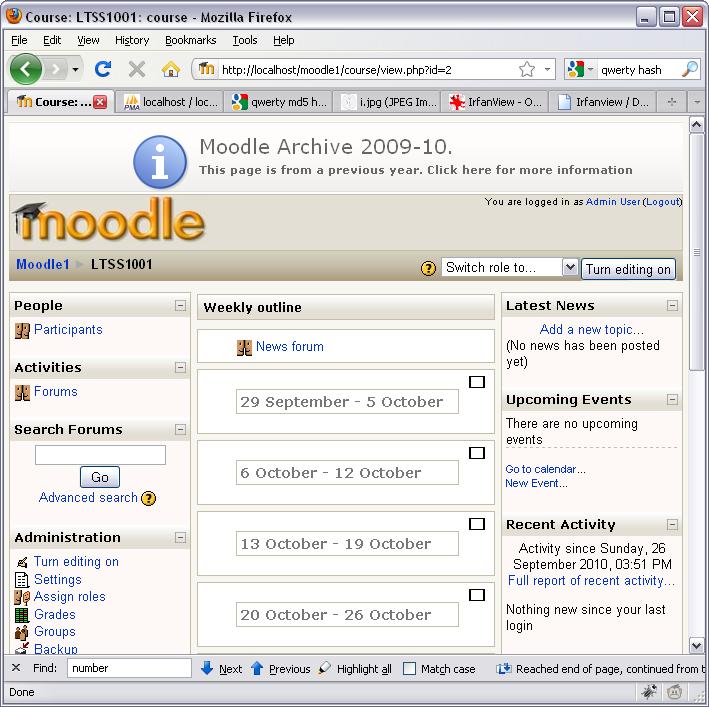 Course: LTSS1001: course - Mozilla Firefox
File Edit View History Bookmarks Tools Help
http://localhost/moodle1/course/view.php?id=2 qwerty hash
Course: ... localhost / loc... qwerty md5 h... i.jpg (JPEG Im... IrfanView - O... Irfanview / D...
PMA
Moodle Archive 2009-10.
This page is from a previous year. Click here for more information
moodle
You are logged in as Admin User (Logout)
Moodle1 ► LTSS1001
Switch role to... Turn editing on
People
Participants
Activities
Forums
Search Forums
Go
Advanced search
Administration
Turn editing on
Settings
Assign roles
Grades
Groups
Backup
Weekly outline
News forum
29 September - 5 October
6 October - 12 October
13 October - 19 October
20 October - 26 October
Latest News
Add a new topic...
(No news has been posted
yet)
Upcoming Events
There are no upcoming
events
Go to calendar...
New Event...
Recent Activity
Activity since Sunday, 26
September 2010, 03:51 PM
Full report of recent activity...
Nothing new since your last
login
Find: number Next Previous Highlight all Match case Reached end of page, continued from t
Done